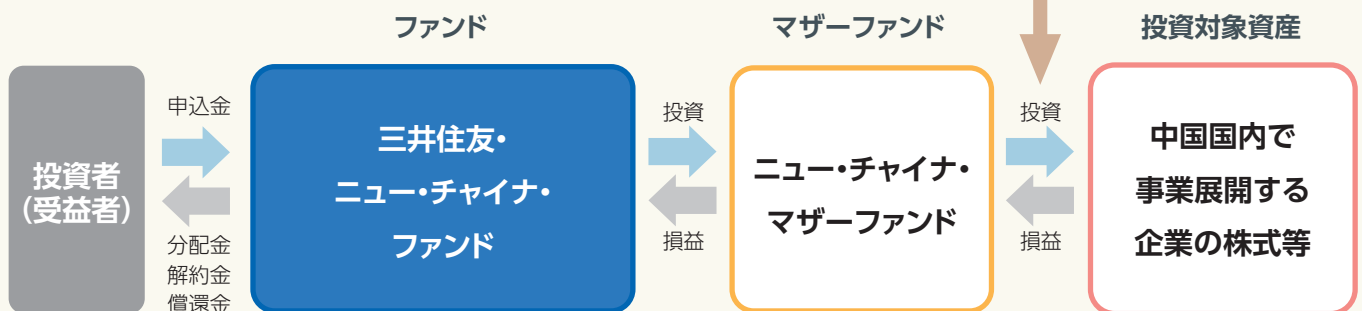 ファンド
マザーファンド
投資対象資産
投資者
(受益者)
申込金
分配金
解約金
償還金
三井住友・
ニュー・チャイナ・
ファンド
投資
損益
ニュー・チャイナ・
マザーファンド
投資
損益
中国国内で
事業展開する
企業の株式等